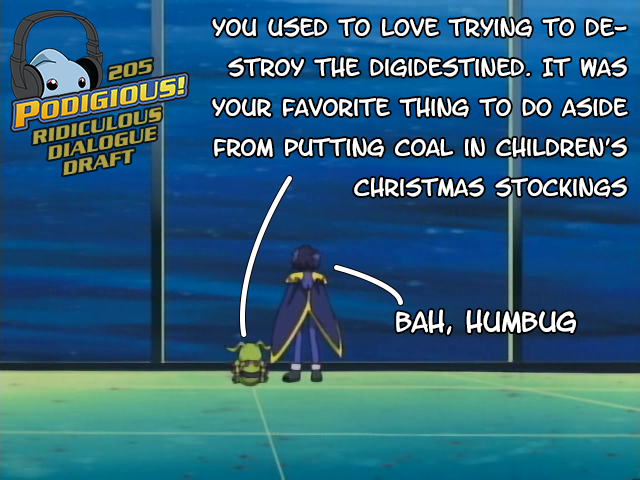 205
PODIGIOUS!
RIDICULOUS
DIALOGUE
DRAFT
YOU USED TO LOVE TRYING TO DE-
STROY THE DIGIDESTINED. IT WAS
YOUR FAVORITE THING TO DO ASIDE
FROM PUTTING COAL IN CHILDREN'S
CHRISTMAS STOCKINGS
BAH, HUMBUG